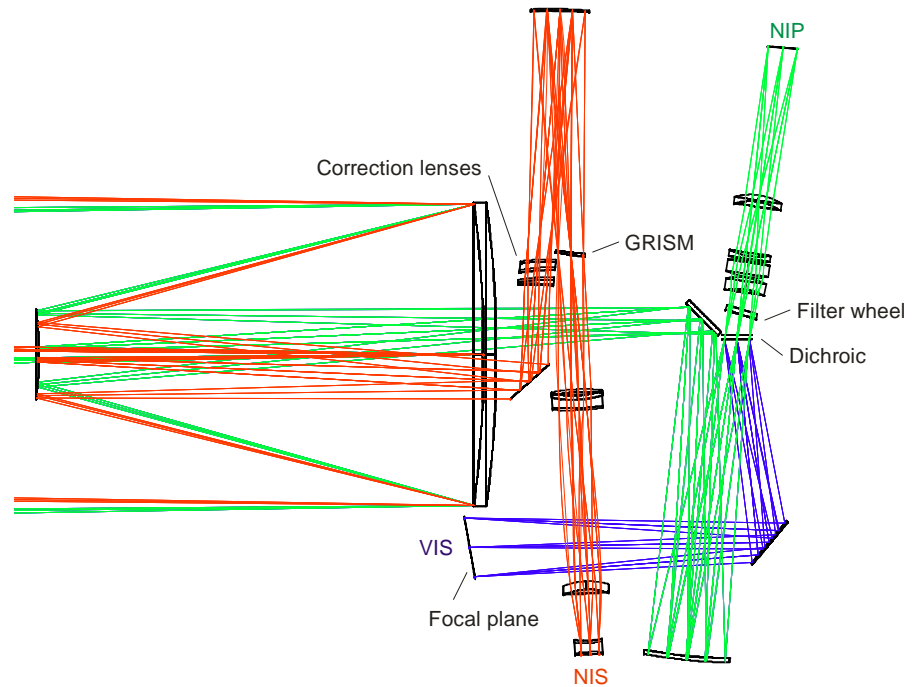 NIP
Correction lenses
GRISM
Filter wheel
Dichroic
VIS
Focal plane
NIS